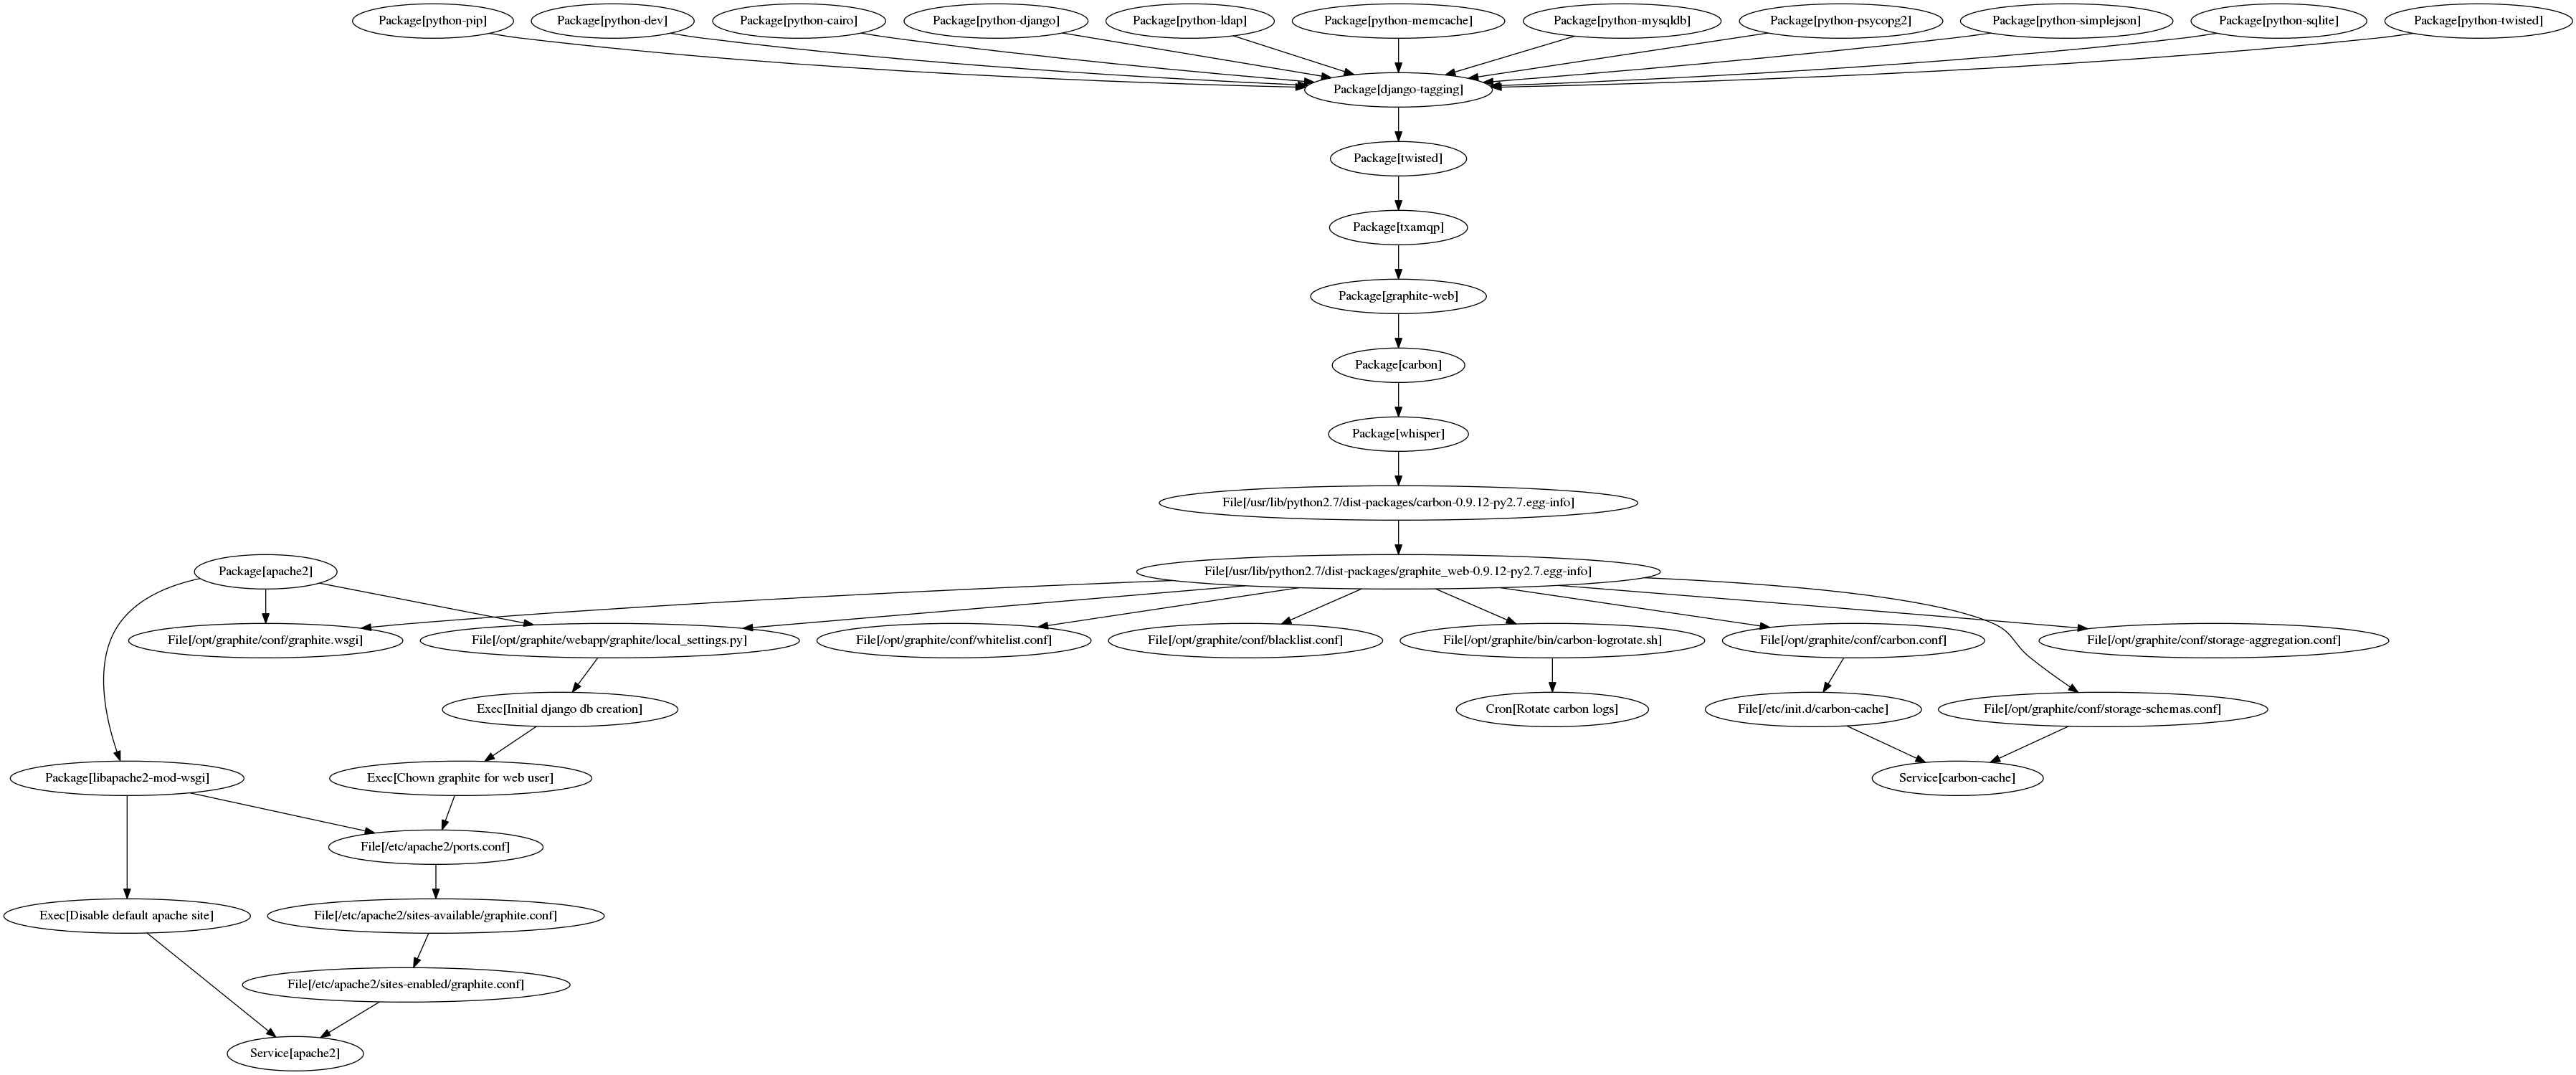 Package[python-pip]
Package[python-dev]
Package[python-cairo]
Package[python-django]
Package[python-ldap]
Package[python-memcache]
Package[python-mysqldb]
Package[python-psycopg2]
Package[python-simplejson]
Package[python-sqlite]
Package[python-twisted]
Package[django-tagging]
Package[twisted]
Package[txamqp]
Package[graphite-web]
Package[carbon]
Package[whisper]
File[/usr/lib/python2.7/dist-packages/carbon-0.9.12-py2.7.egg-info]
Package[apache2]
File[/usr/lib/python2.7/dist-packages/graphite_web-0.9.12-py2.7.egg-info]
File[/opt/graphite/conf/graphite.wsgi]
File[/opt/graphite/webapp/graphite/local_settings.py]
File[/opt/graphite/conf/whitelist.conf]
File[/opt/graphite/conf/blacklist.conf]
File[/opt/graphite/bin/carbon-logrotate.sh]
File[/opt/graphite/conf/carbon.conf]
File[/opt/graphite/conf/storage-aggregation.conf]
Exec[Initial django db creation]
Cron[Rotate carbon logs]
File[/etc/init.d/carbon-cache]
File[/opt/graphite/conf/storage-schemas.conf]
Package[libapache2-mod-wsgi]
Exec[Chown graphite for web user]
Service[carbon-cache]
File[/etc/apache2/ports.conf]
Exec[Disable default apache site]
File[/etc/apache2/sites-available/graphite.conf]
File[/etc/apache2/sites-enabled/graphite.conf]
Service[apache2]